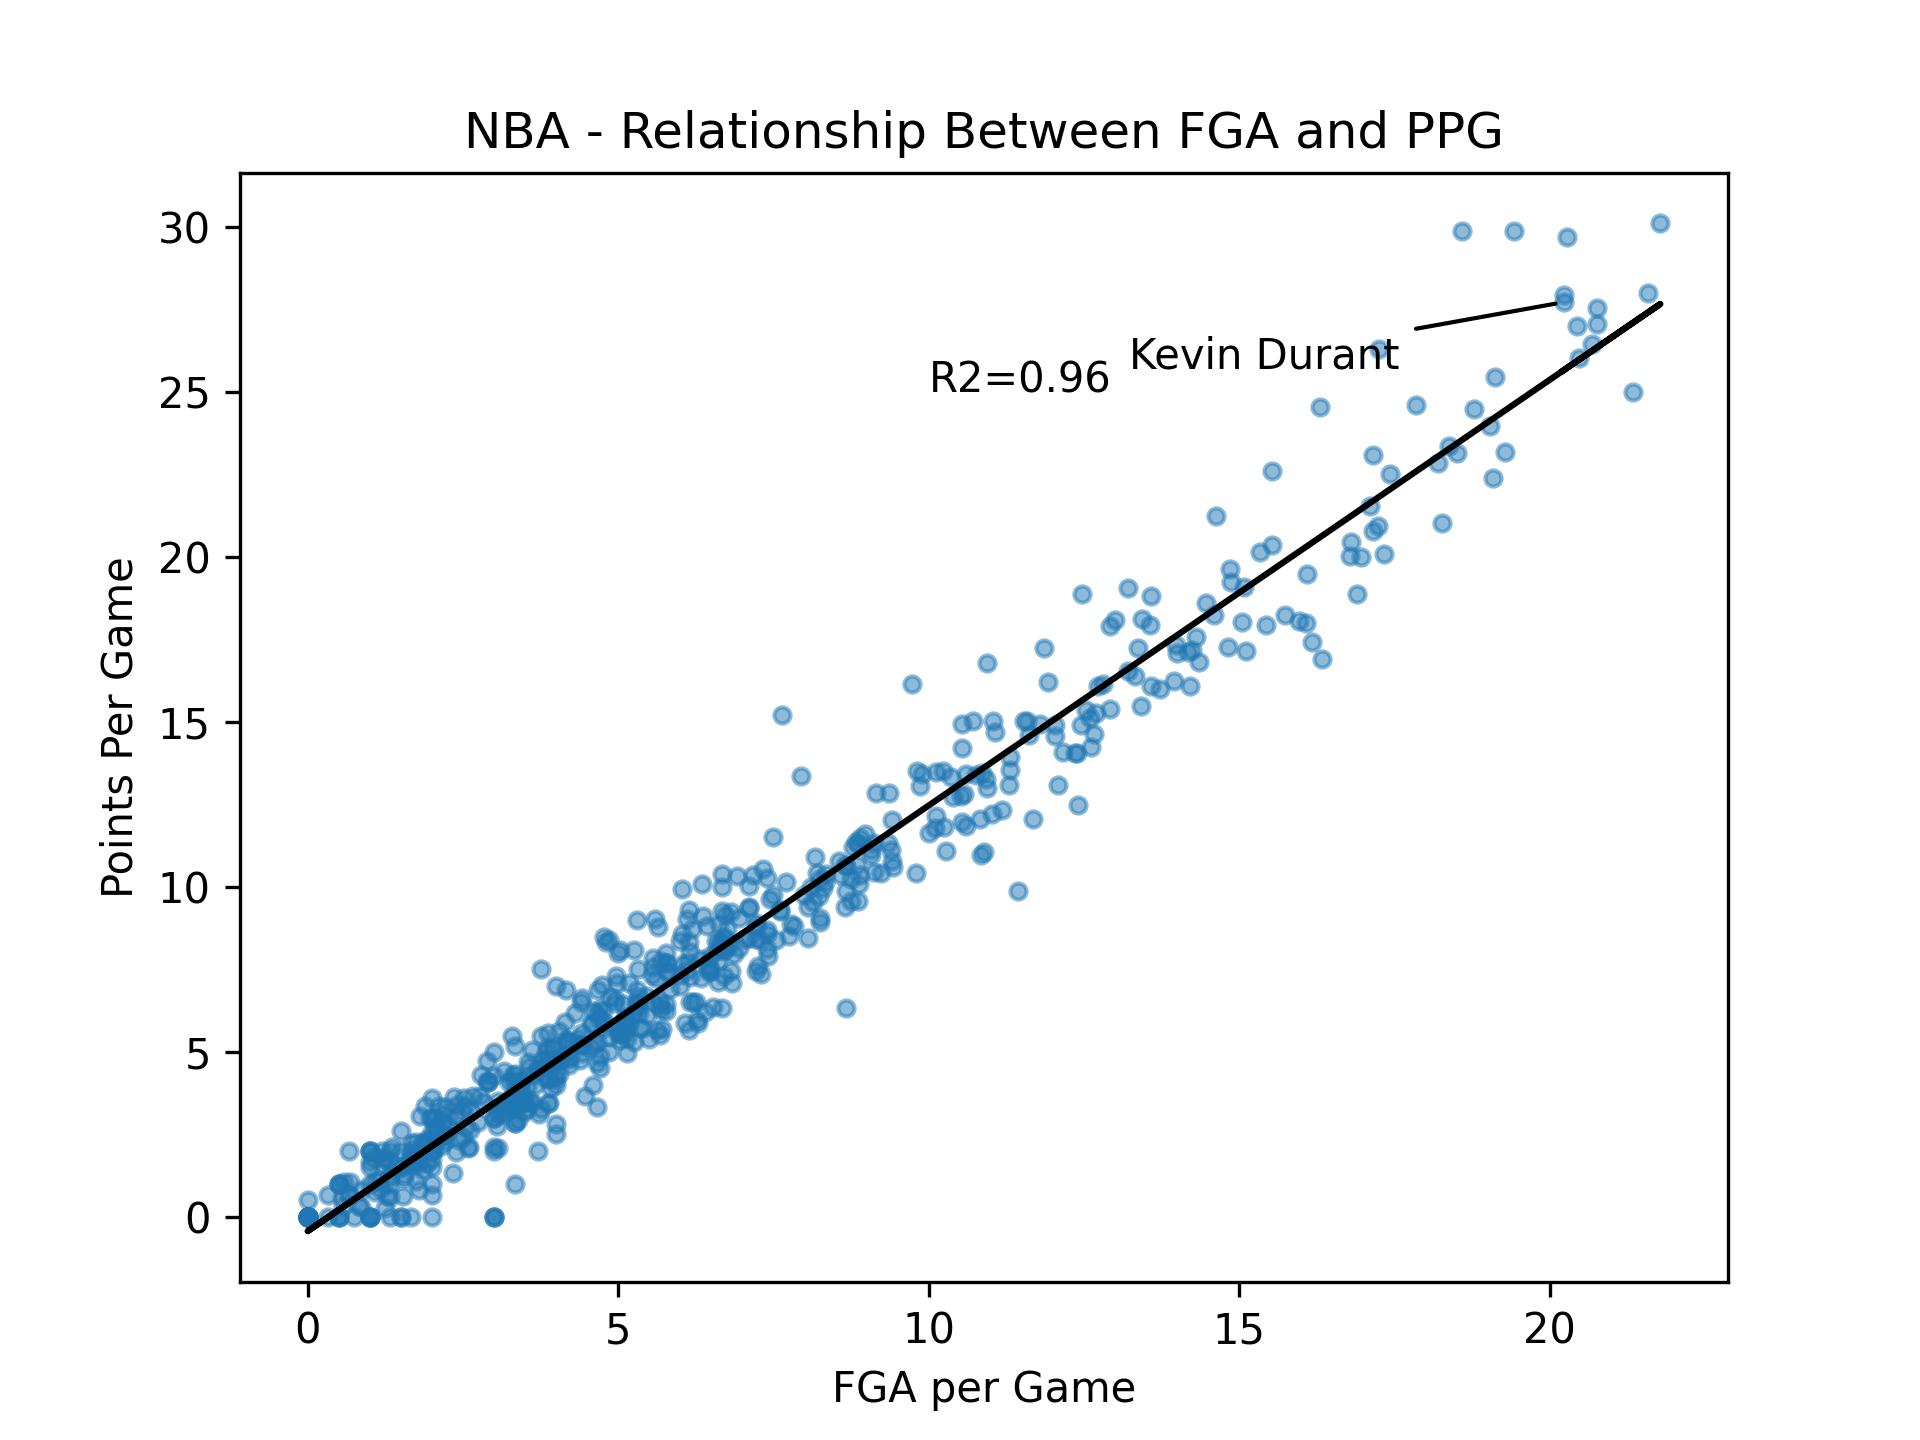 NBA - Relationship Between FGA and PPG
30
25
20
15
10
5
0
Points Per Game
Kevin Durant
R2=0.96
0 5 10 15 20
FGA per Game